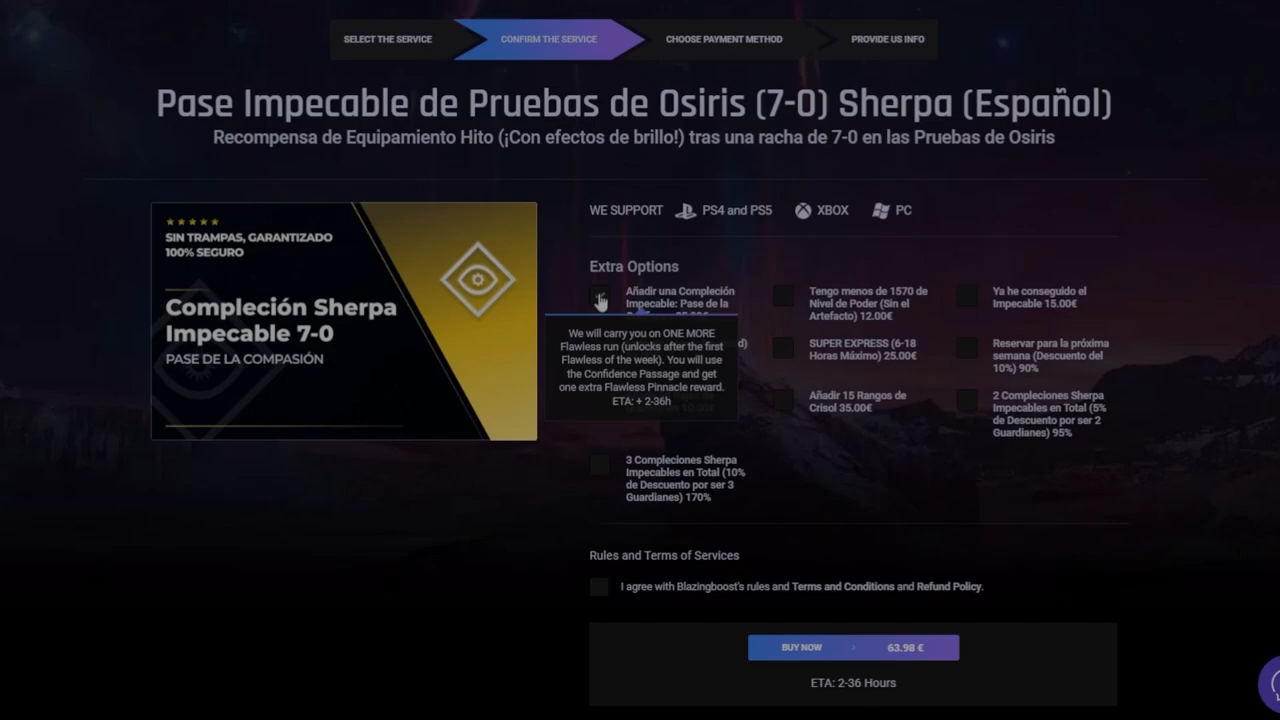 SELECT THE SERVICE
CONFIRM THE SERVICE
CHOOSE PAYMENT METHOD
PROVIDE US INFO
Pase Impecable de Pruebas de Osiris (7-0) Sherpa (Español)
Recompensa de Equipamiento Hito (¡Con efectos de brillo!) tras una racha de 7-0 en las Pruebas de Osiris
★★★★★
SIN TRAMPAS, GARANTIZADO
100% SEGURO
Compleción Sherpa
Impecable 7-0
PASE DE LA COMPASIÓN
WE SUPPORT
PS4 and PS5
XBOX
PC
Extra Options
Añadir una Compleción
Impecable: Pase de la
Tengo menos de 1570 de
Nivel de Poder (Sin el
Artefacto) 12.00€
Ya he conseguido el
Impecable 15.00€
We will carry you on ONE MORE
Flawless run (unlocks after the first
Flawless of the week). You will use
the Confidence Passage and get
one extra Flawless Pinnacle reward.
ETA: + 2-36h
SUPER EXPRESS (6-18
Horas Máximo) 25.00€
Reservar para la próxima
semana (Descuento del
10%) 90%
Añadir 15 Rangos de
Crisol 35.00€
2 Compleciones Sherpa
Impecables en Total (5%
de Descuento por ser 2
Guardianes) 95%
3 Compleciones Sherpa
Impecables en Total (10%
de Descuento por ser 3
Guardianes) 170%
Rules and Terms of Services
I agree with Blazingboost's rules and Terms and Conditions and Refund Policy.
BUY NOW > 63.98 €
ETA: 2-36 Hours